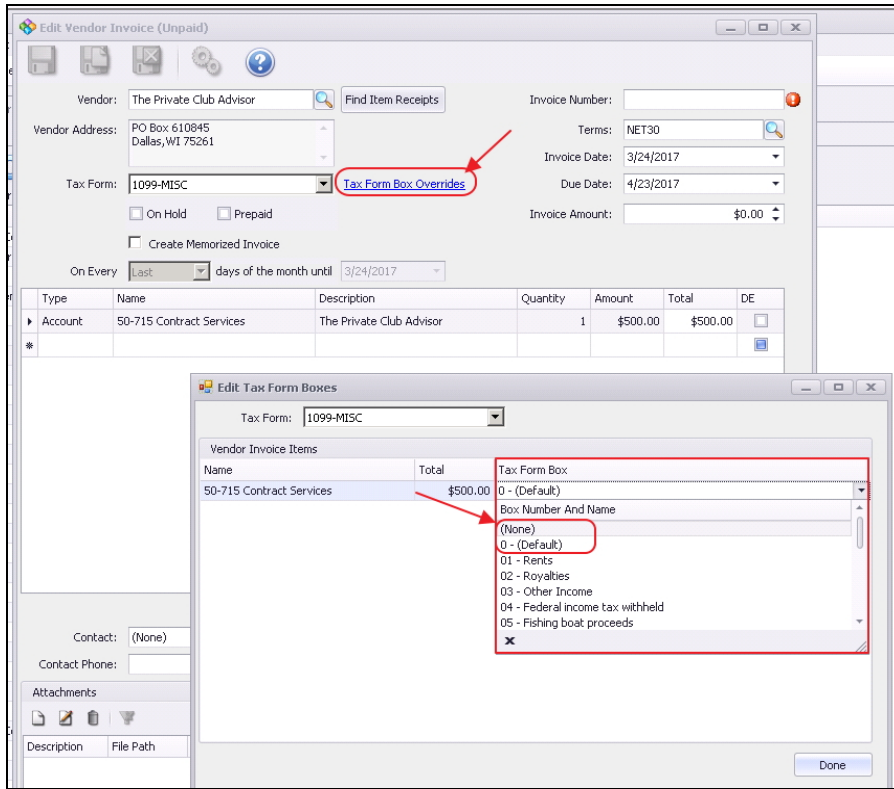 Edit Vendor Invoice (Unpaid)
Vendor: The Private Club Advisor Find Item Receipts Invoice Number:
Vendor Address: PO Box 610845 Terms: NET30
Dallas,WI 75261
Invoice Date: 3/24/2017
Tax Form: 1099-MISC Tax Form Box Overrides Due Date: 4/23/2017
On Hold Prepaid Invoice Amount: $0.00
Create Memorized Invoice
On Every Last days of the month until 3/24/2017
Type Name Description Quantity Amount Total DE
Account 50-715 Contract Services The Private Club Advisor 1 $500.00 $500.00
Edit Tax Form Boxes
Tax Form: 1099-MISC
Vendor Invoice Items
Name Total Tax Form Box
50-715 Contract Services $500.00 0 - (Default)
Box Number And Name
(None)
0 - (Default)
01 - Rents
02 - Royalties
03 - Other Income
04 - Federal income tax withheld
05 - Fishing boat proceeds
Contact: (None)
Contact Phone:
Attachments
Description File Path
Done